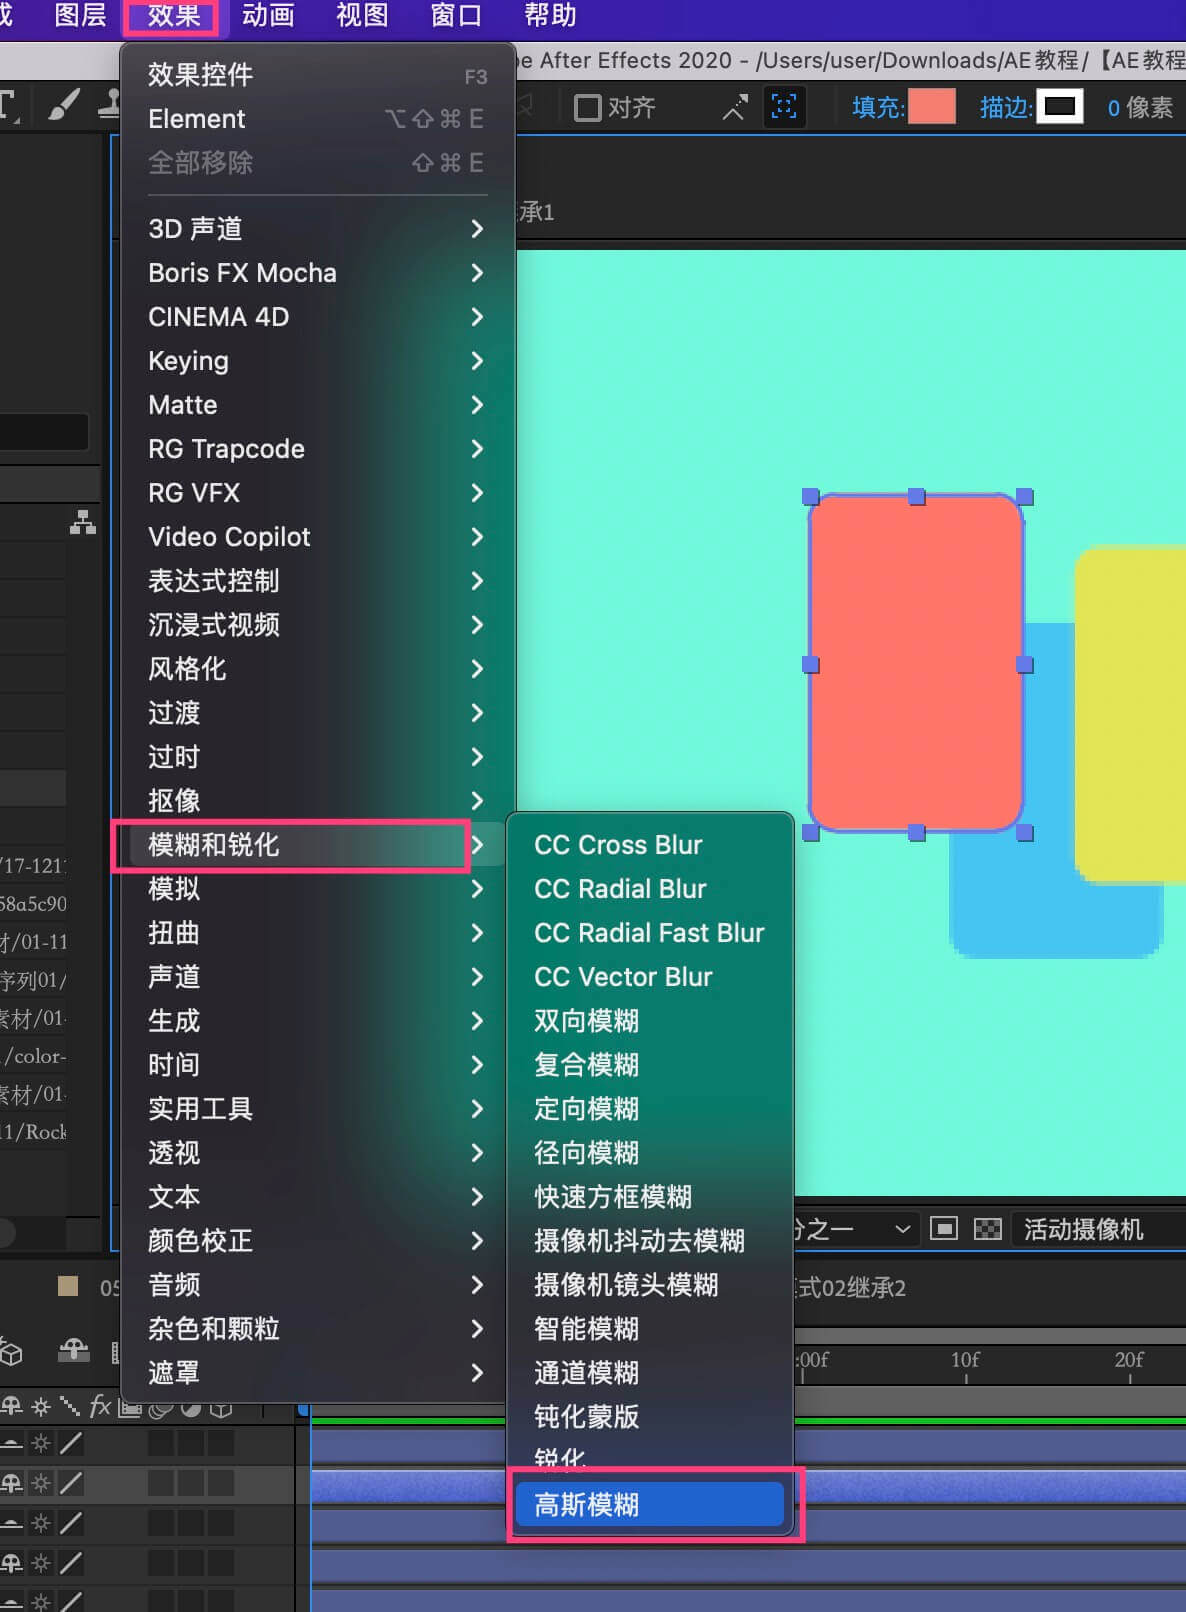 图层 效果 动画 视图 窗口 帮助
After Effects 2020 - /Users/user/Downloads/AE教程/【AE教程
对齐 填充: 描边: 0 像素
承1
效果控件 F3
Element ⌥⇧⌘E
全部移除 ⇧⌘E
3D 声道
Boris FX Mocha
CINEMA 4D
Keying
Matte
RG Trapcode
RG VFX
Video Copilot
表达式控制
沉浸式视频
风格化
过渡
过时
抠像
模糊和锐化
模拟
扭曲
声道
生成
时间
实用工具
透视
文本
颜色校正
音频
杂色和颗粒
遮罩
CC Cross Blur
CC Radial Blur
CC Radial Fast Blur
CC Vector Blur
双向模糊
复合模糊
定向模糊
径向模糊
快速方框模糊
摄像机抖动去模糊
摄像机镜头模糊
智能模糊
通道模糊
钝化蒙版
锐化
高斯模糊
/17-1211
58a5c90
/01-11
序列01/
素材/01-
/color-
素材/01-
11/Rock
分之一 活动摄像机
05
式02继承2
:00f 10f 20f
fx